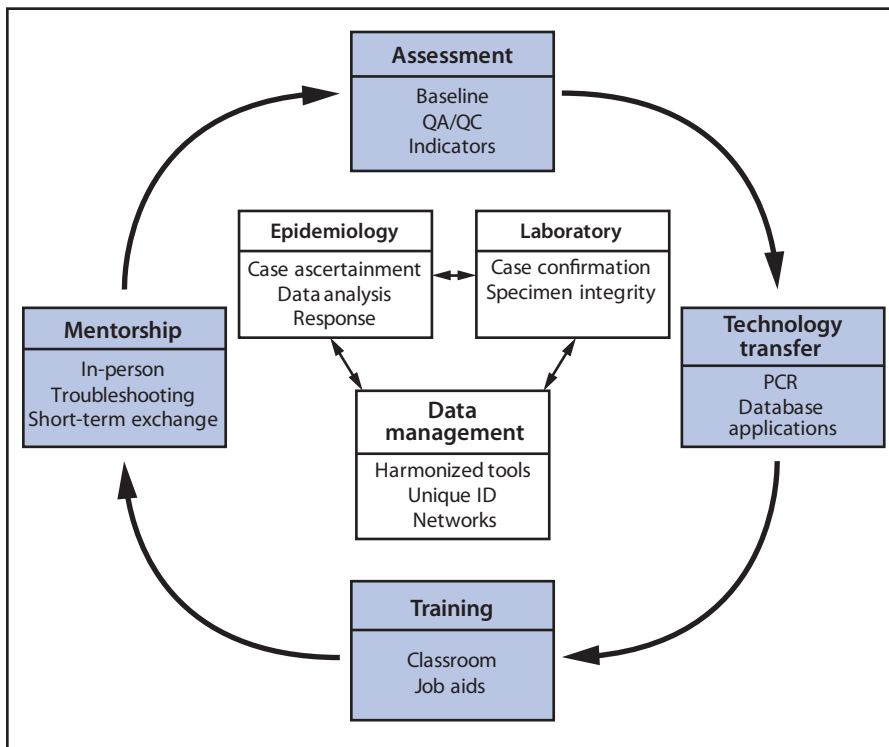 Assessment
Baseline
QA/QC
Indicators
Epidemiology
Case ascertainment
Data analysis
Response
Laboratory
Case confirmation
Specimen integrity
Mentorship
In-person
Troubleshooting
Short-term exchange
Technology
transfer
PCR
Database
applications
Data
management
Harmonized tools
Unique ID
Networks
Training
Classroom
Job aids